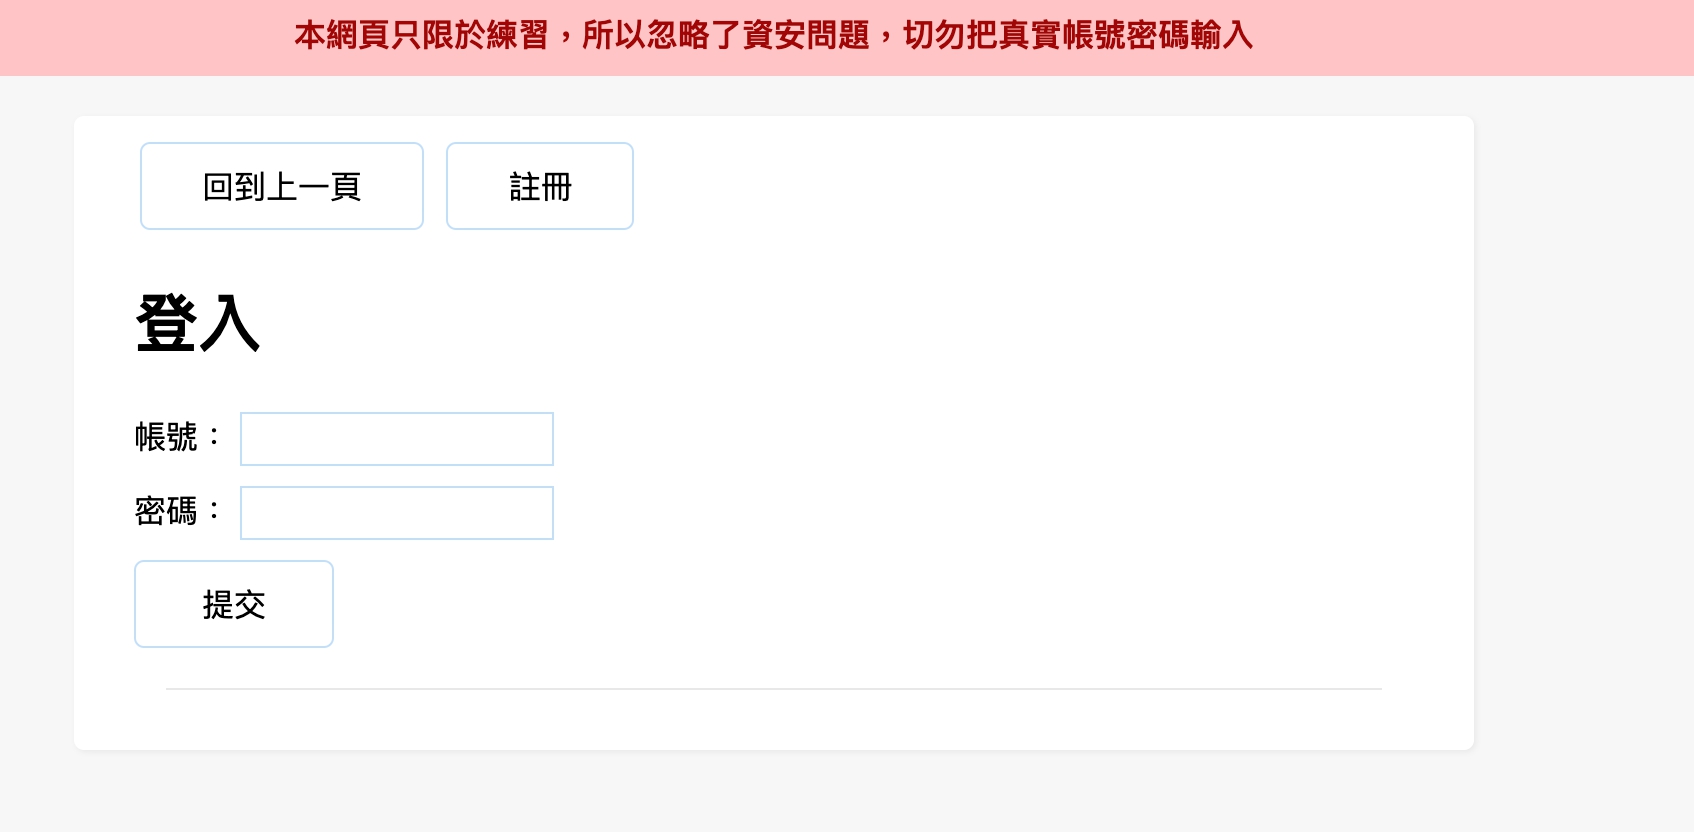 本網頁只限於練習，所以忽略了資安問題，切勿把真實帳號密碼輸入
回到上一頁 註冊
登入
帳號：
密碼：
提交